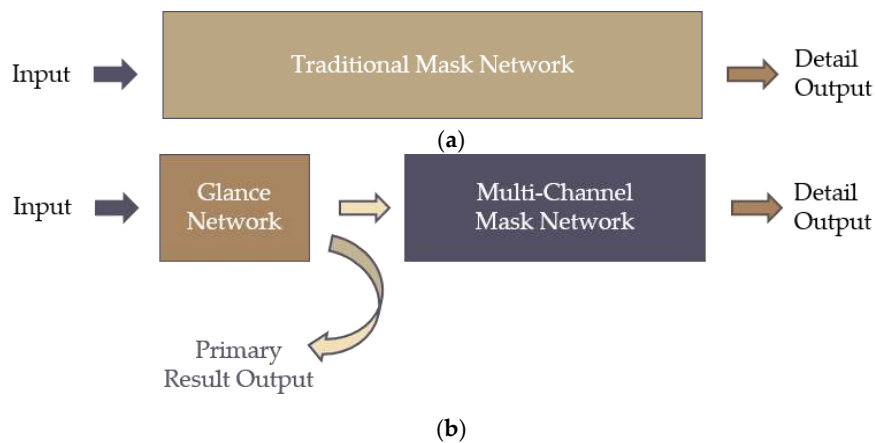 Input
Traditional Mask Network
Detail
Output
(a)
Input
Glance
Network
Multi-Channel
Mask Network
Detail
Output
Primary
Result Output
(b)